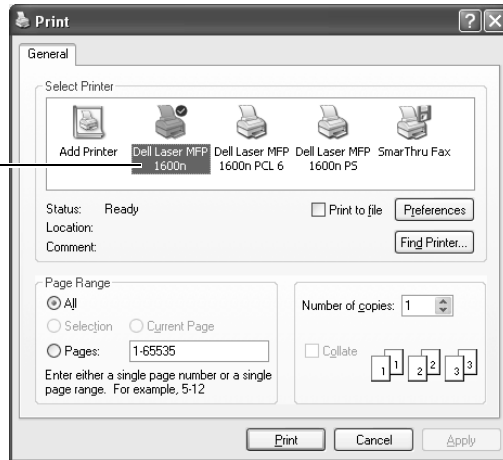 Print
General
Select Printer
Add Printer
Dell Laser MFP 1600n
Dell Laser MFP 1600n PCL 6
Dell Laser MFP 1600n PS
SmarThru Fax
Status: Ready
Location:
Comment:
Print to file
Preferences
Find Printer...
Page Range
All
Selection
Current Page
Pages: 1-65535
Enter either a single page number or a single
page range. For example, 5-12
Number of copies: 1
Collate
1 1 2 2 3 3
Print
Cancel
Apply